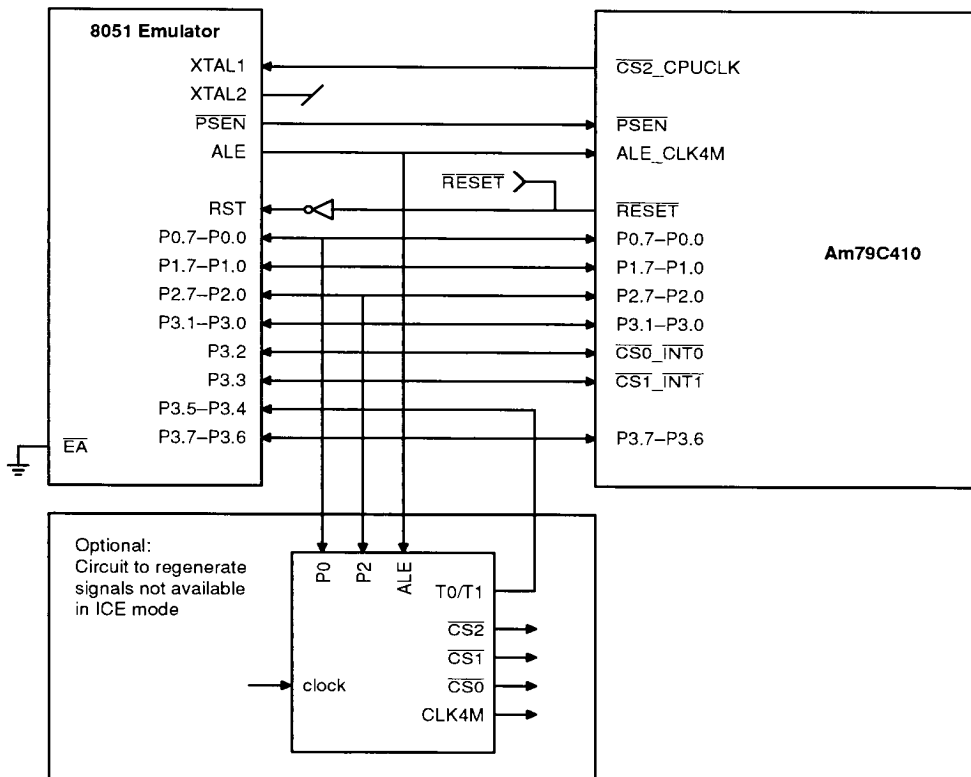 8051 Emulator
XTAL1
XTAL2
PSEN
ALE
RST
P0.7–P0.0
P1.7–P1.0
P2.7–P2.0
P3.1–P3.0
P3.2
P3.3
P3.5–P3.4
P3.7–P3.6
EA
RESET
CS2_CPUCLK
PSEN
ALE_CLK4M
RESET
P0.7–P0.0
P1.7–P1.0
P2.7–P2.0
P3.1–P3.0
CS0_INT0
CS1_INT1
P3.7–P3.6
Am79C410
Optional:
Circuit to regenerate
signals not available
in ICE mode
P0
P2
ALE
T0/T1
CS2
CS1
CS0
CLK4M
clock